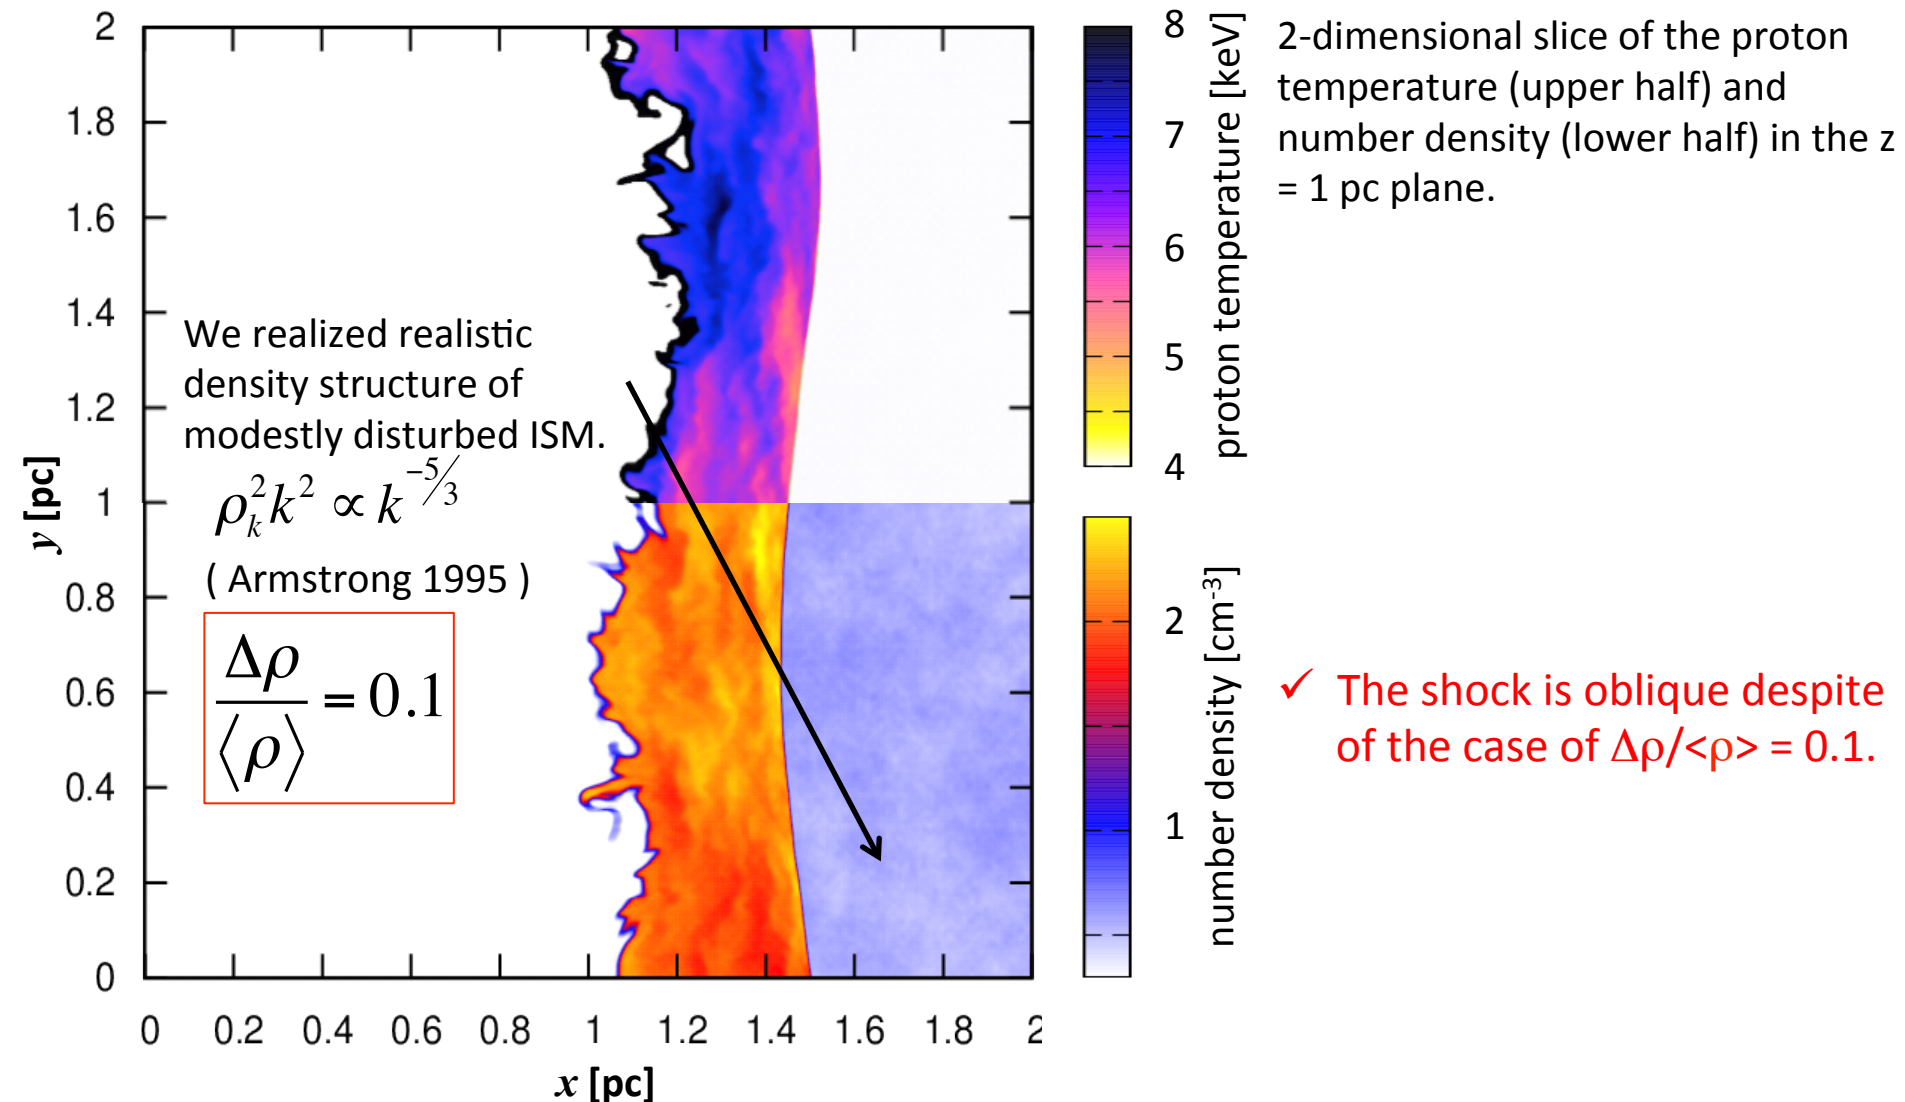 2
1.8
1.6
1.4
1.2
1
0.8
0.6
0.4
0.2
0
y [pc]
0 0.2 0.4 0.6 0.8 1 1.2 1.4 1.6 1.8 2
x [pc]
We realized realistic
density structure of
modestly disturbed ISM.
ρ_k^2 k^2 ∝ k^{-5/3}
( Armstrong 1995 )
Δρ/⟨ρ⟩ = 0.1
8
7
6
5
4
proton temperature [keV]
2
1
number density [cm-3]
2-dimensional slice of the proton
temperature (upper half) and
number density (lower half) in the z
= 1 pc plane.
✓ The shock is oblique despite
of the case of Δρ/<ρ> = 0.1.